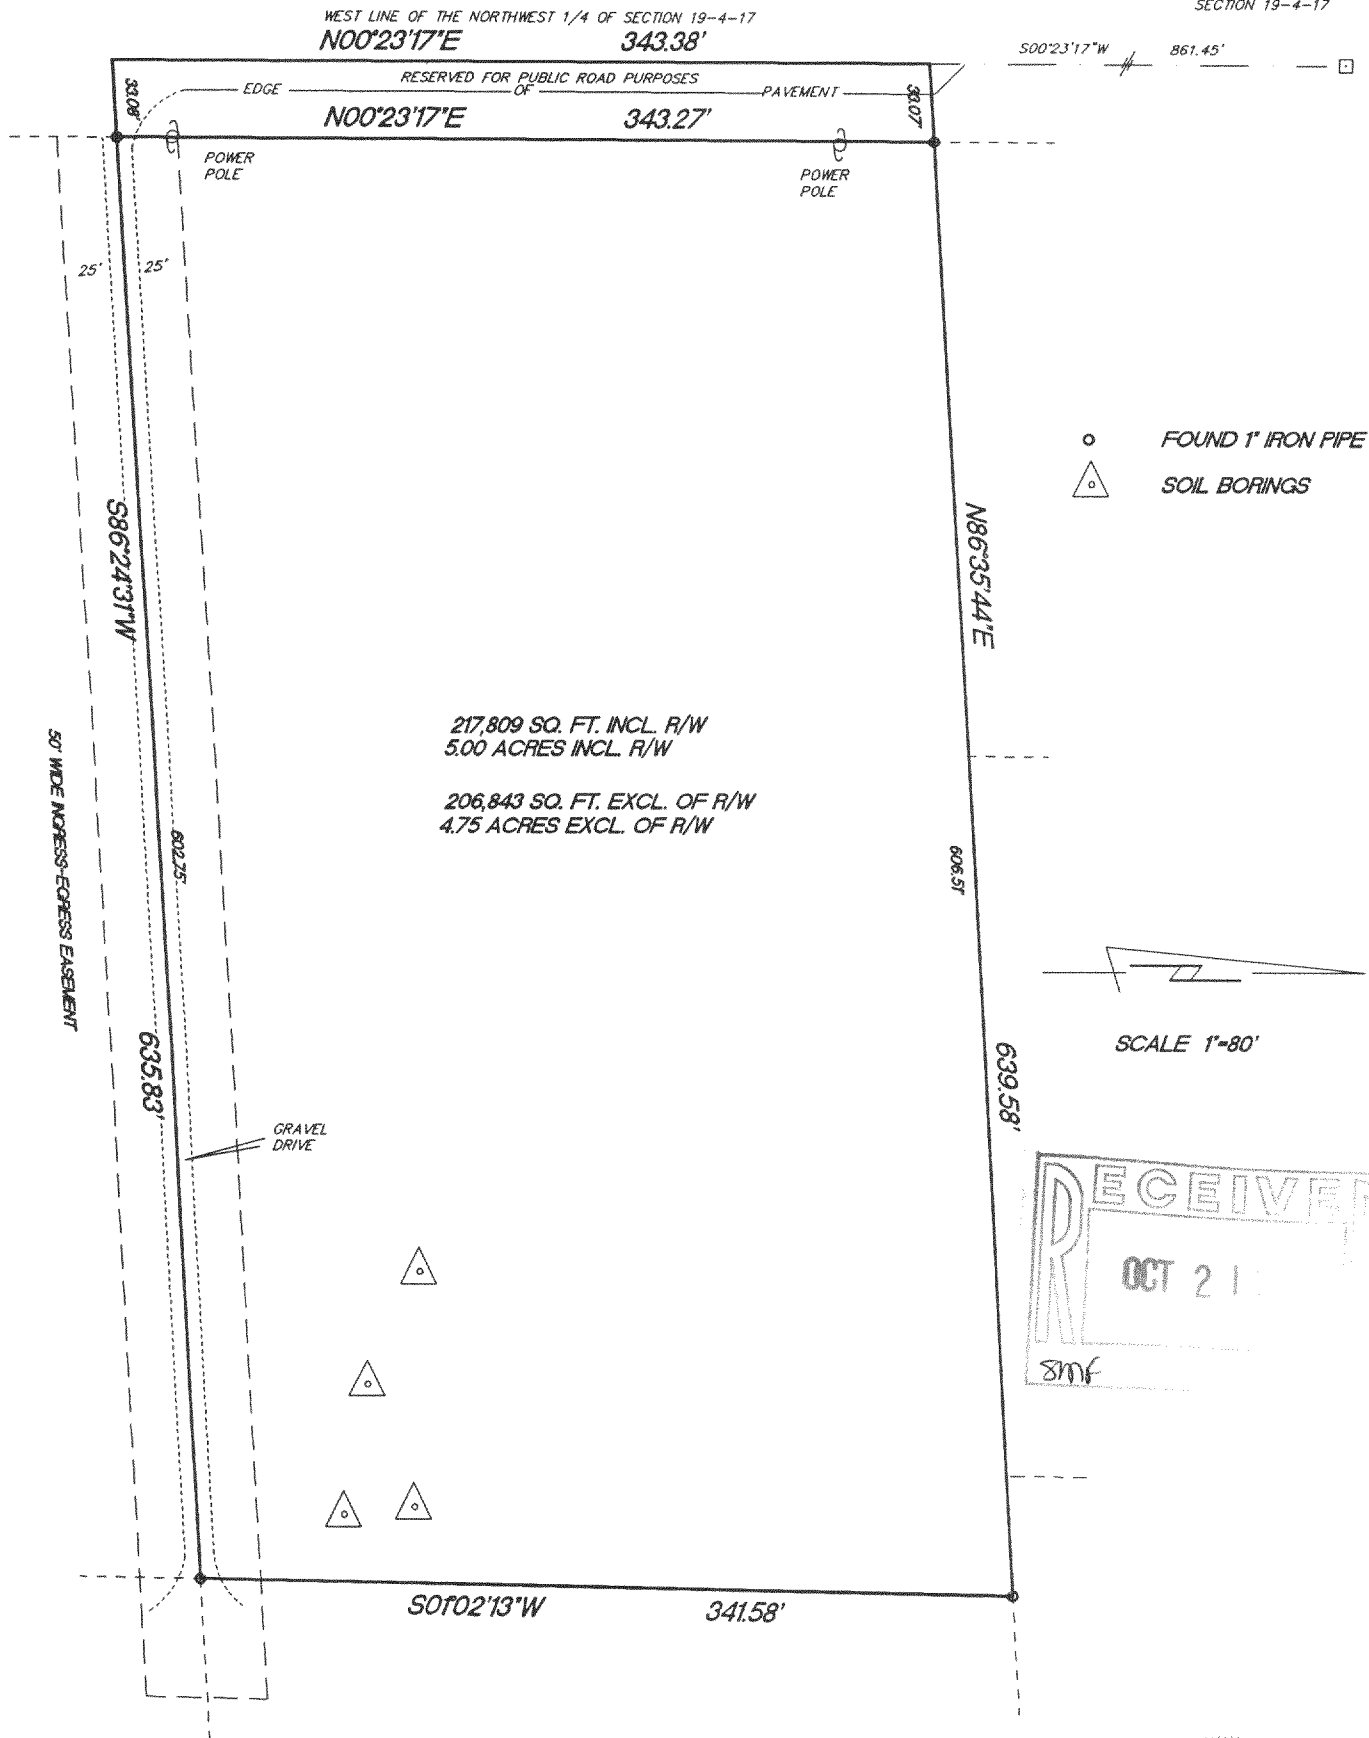 SECTION 19-4-17
WEST LINE OF THE NORTHWEST 1/4 OF SECTION 19-4-17
N00°23'17"E 343.38'
S00°23'17"W 861.45'
RESERVED FOR PUBLIC ROAD PURPOSES
EDGE OF PAVEMENT
33.08'
30.07
N00°23'17"E 343.27'
POWER
POLE
POWER
POLE
25' 25'
FOUND 1" IRON PIPE
SOIL BORINGS
S86°24'31"W
N86°35'44"E
217,809 SQ. FT. INCL. R/W
5.00 ACRES INCL. R/W
206,843 SQ. FT. EXCL. OF R/W
4.75 ACRES EXCL. OF R/W
50' WIDE INGRESS-EGRESS EASEMENT
602.75'
606.51'
SCALE 1"=80'
635.83'
639.58'
GRAVEL
DRIVE
RECEIVE
OCT 21
SMF
S01°02'13"W 341.58'